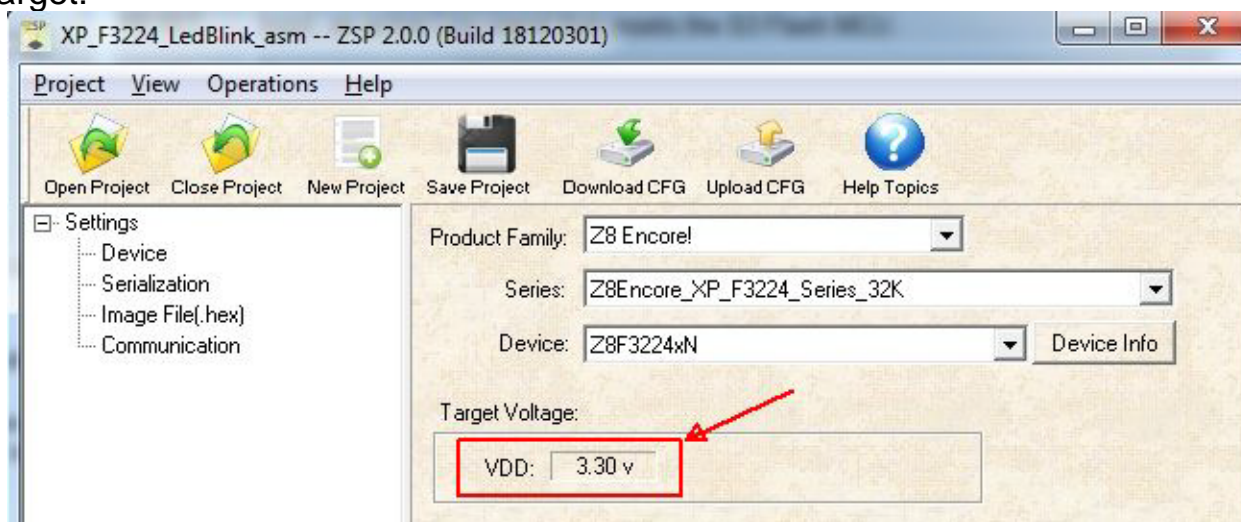 arget.
XP_F3224_LedBlink_asm -- ZSP 2.0.0 (Build 18120301)
Project View Operations Help
Open Project Close Project New Project Save Project Download CFG Upload CFG Help Topics
Settings
Device
Serialization
Image File(.hex)
Communication
Product Family: Z8 Encore!
Series: Z8Encore_XP_F3224_Series_32K
Device: Z8F3224xN Device Info
Target Voltage:
VDD: 3.30 v